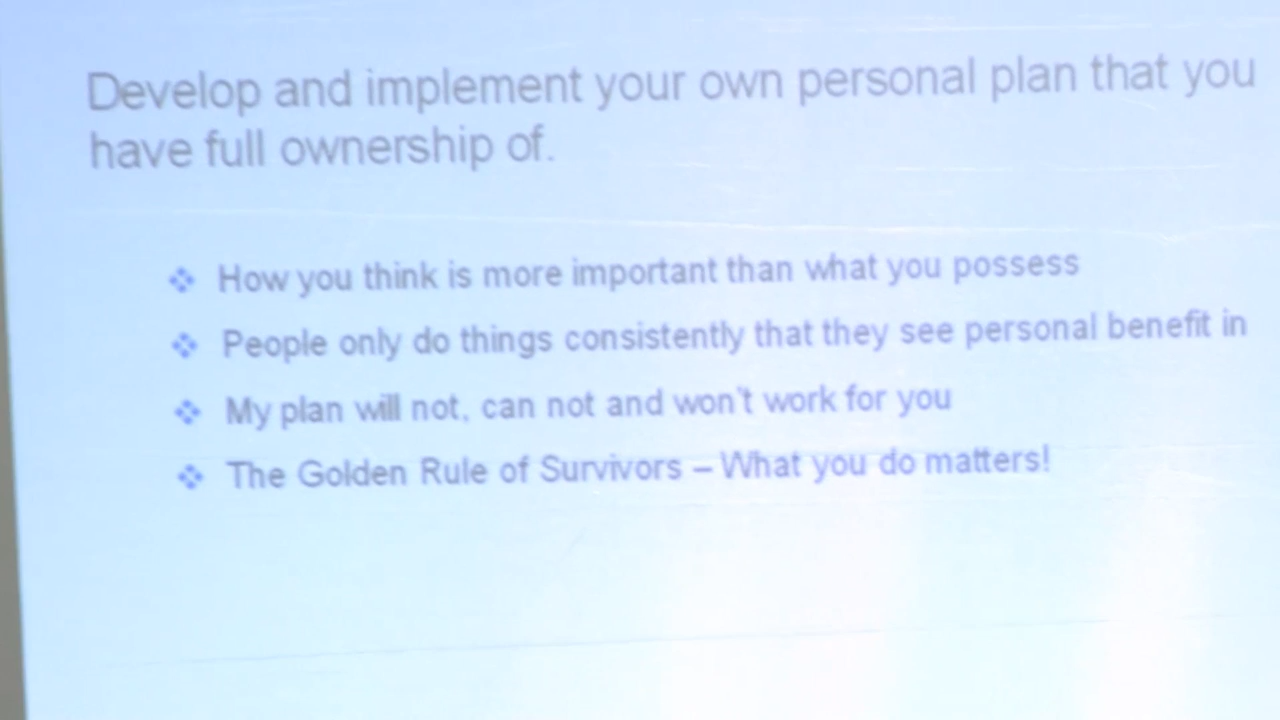 Develop and implement your own personal plan that you
have full ownership of.
How you think is more important than what you possess
People only do things consistently that they see personal benefit in
My plan will not, can not and won't work for you
The Golden Rule of Survivors – What you do matters!